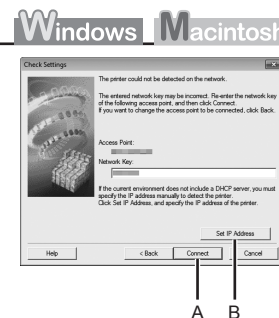 Windows Macintosh
Check Settings
The printer could not be detected on the network.
The entered network key may be incorrect. Re-enter the network key
of the following access point, and then click Connect.
If you want to change the access point to be connected, click Back.
Access Point:
Network Key:
If the current environment does not include a DHCP server, you must
specify the IP address manually to detect the printer.
Click Set IP Address, and specify the IP address of the printer.
Set IP Address
Help < Back Connect Cancel
A B